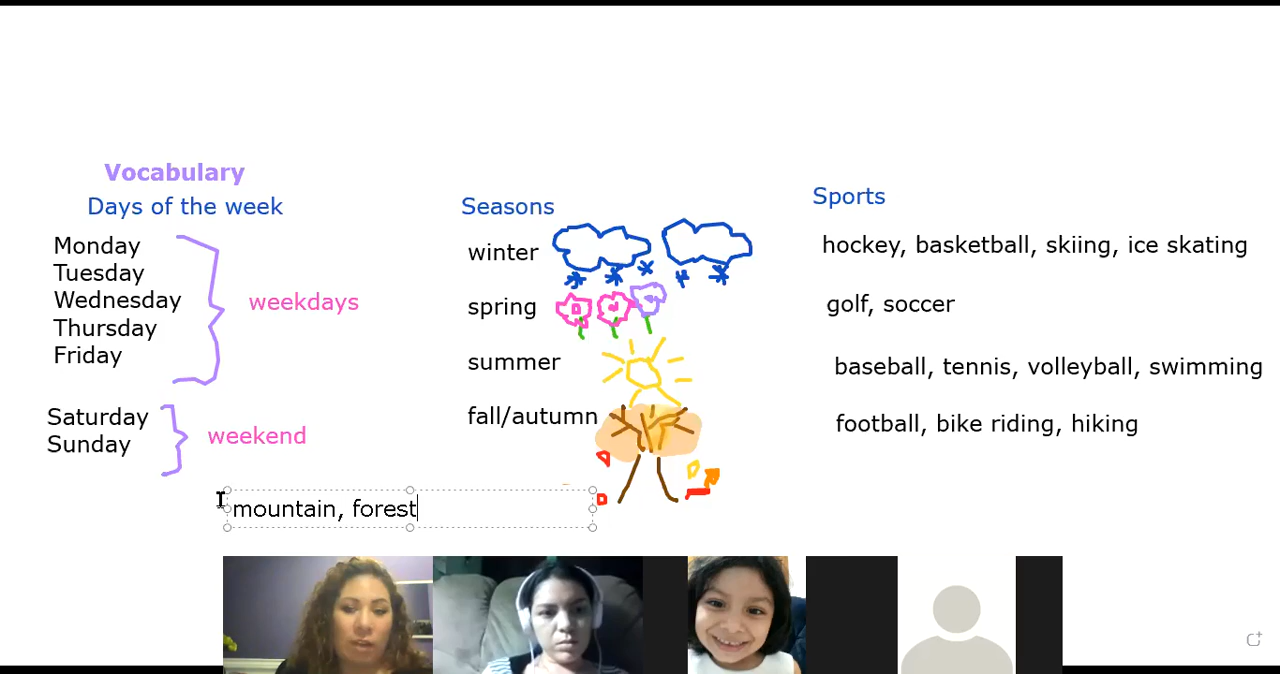 Vocabulary
Days of the week
Monday
Tuesday
Wednesday
Thursday
Friday
weekdays
Saturday
Sunday
weekend
Seasons
winter
spring
summer
fall/autumn
Sports
hockey, basketball, skiing, ice skating
golf, soccer
baseball, tennis, volleyball, swimming
football, bike riding, hiking
mountain, forest